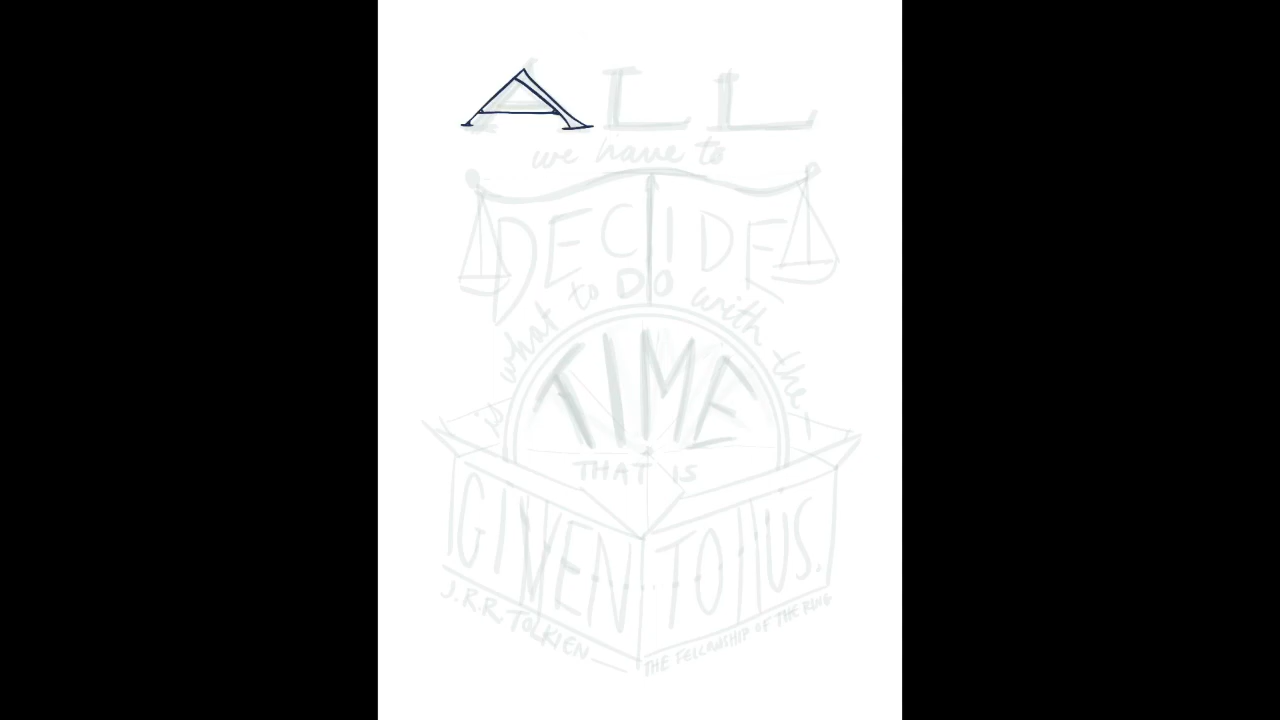 ALL
we have to
DECIDE
is what to DO with the
TIME
THAT IS
GIVEN TO US.
J.R.R. TOLKIEN
THE FELLOWSHIP OF THE RING